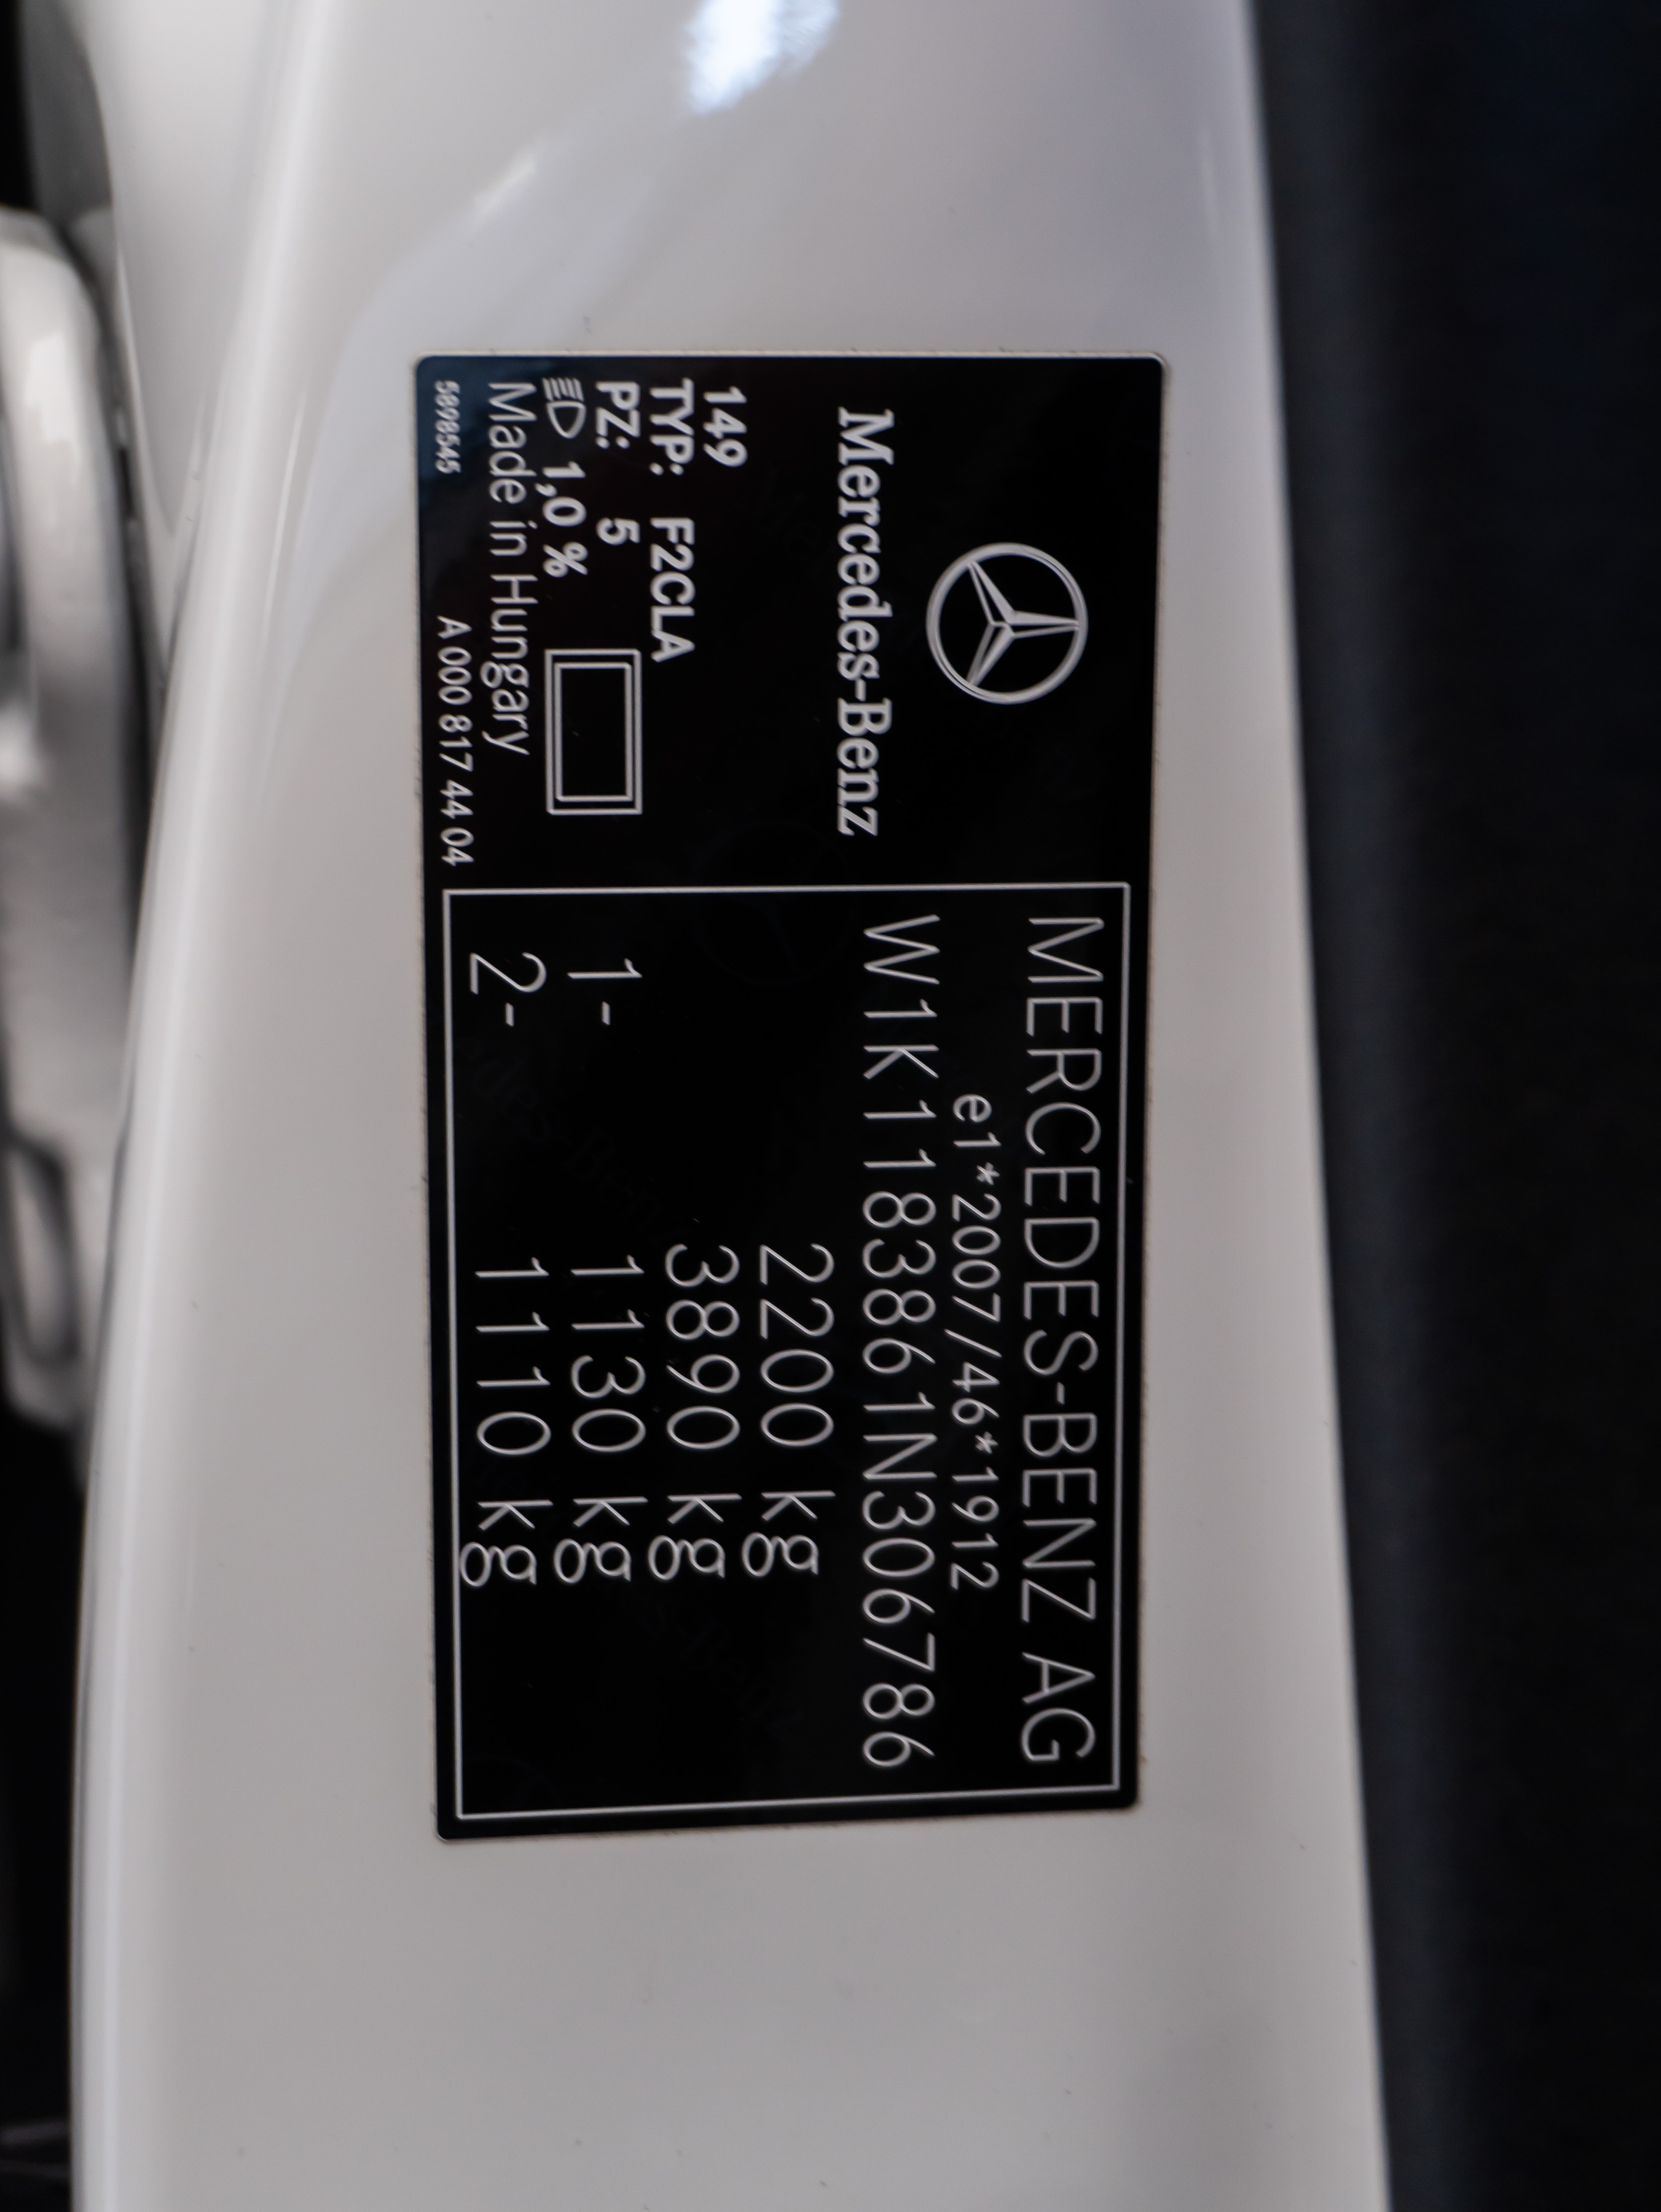 Mercedes-Benz
149
TYP: F2CLA
PZ: 5
1,0 %
Made in Hungary
5898545 A 000 817 44 04
MERCEDES-BENZ AG
e1*2007/46*1912
W1K1183861N306786
2200 kg
3890 kg
1- 1130 kg
2- 1110 kg